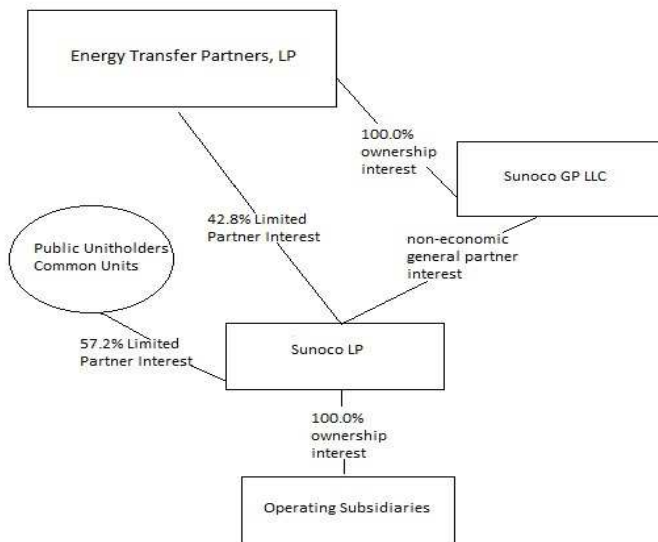 Energy Transfer Partners, LP
100.0%
ownership
interest
Sunoco GP LLC
42.8% Limited
Partner Interest
non-economic
general partner
interest
Public Unitholders
Common Units
57.2% Limited
Partner Interest
Sunoco LP
100.0%
ownership
interest
Operating Subsidiaries